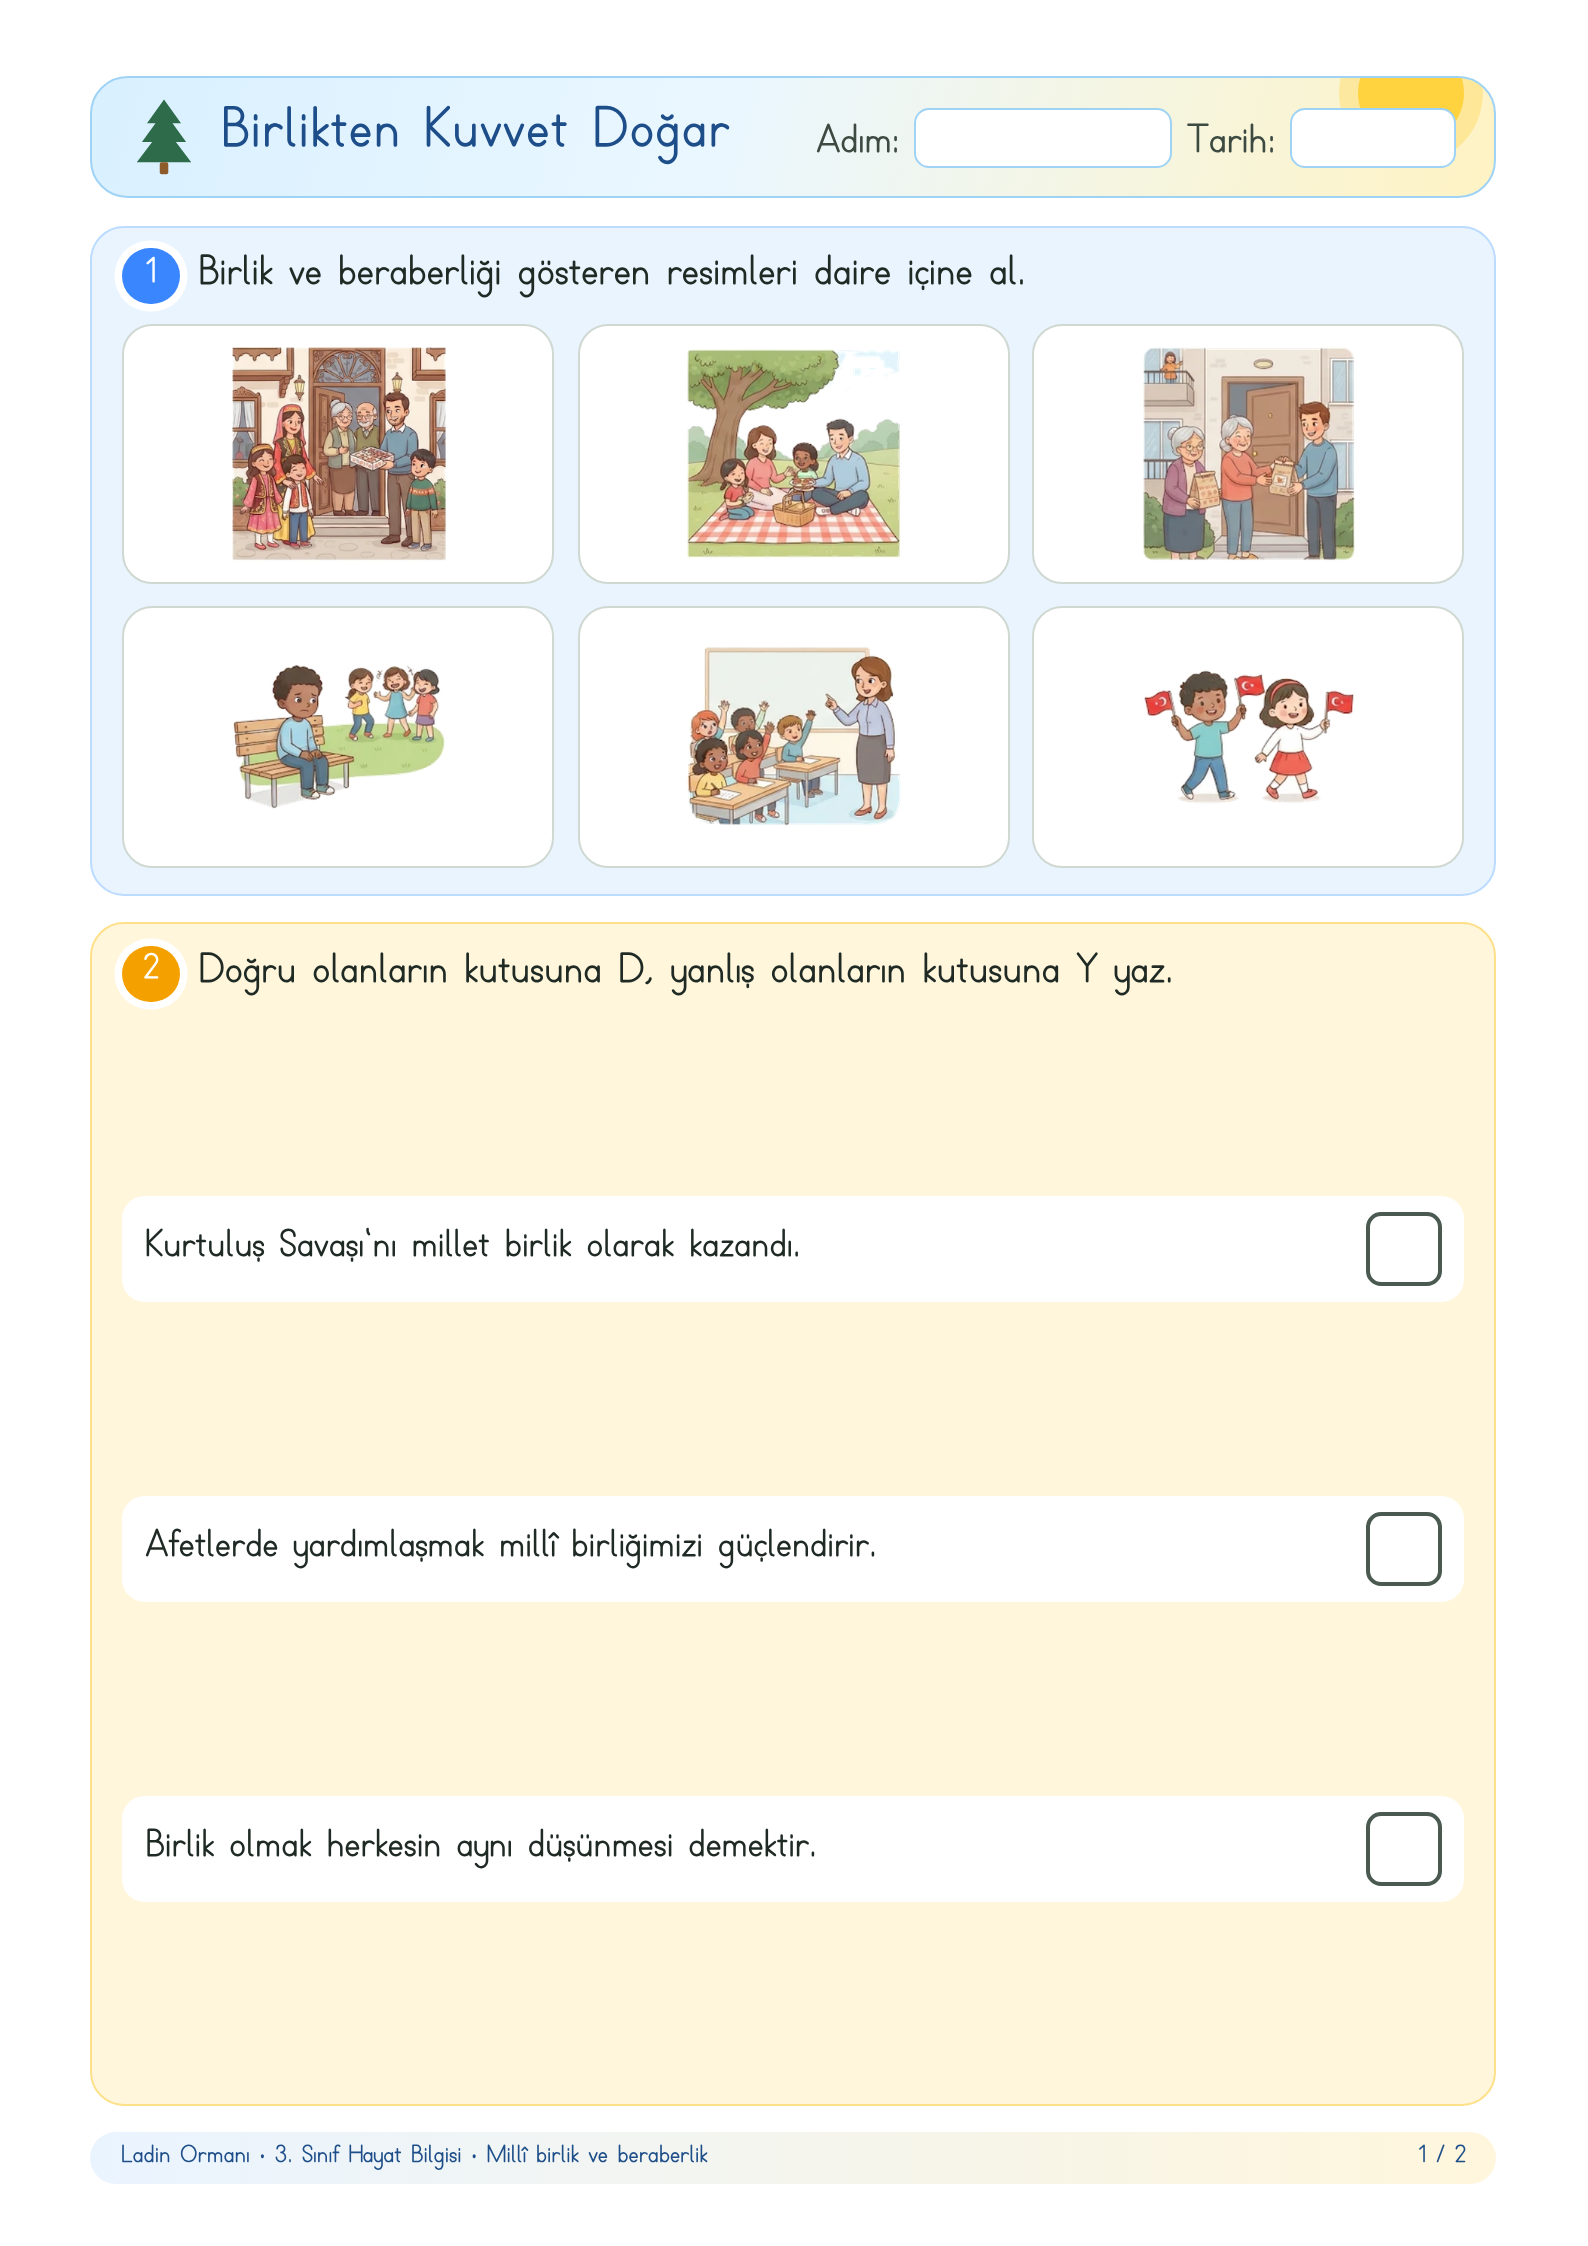 Birlikten Kuvvet Doğar
Adım:
Tarih:
1
Birlik ve beraberliği gösteren resimleri daire içine al.
2
Doğru olanların kutusuna D, yanlış olanların kutusuna Y yaz.
Kurtuluş Savaşı‛nı millet birlik olarak kazandı.
Afetlerde yardımlaşmak millî birliğimizi güçlendirir.
Birlik olmak herkesin aynı düşünmesi demektir.
Ladin Ormanı • 3. Sınıf Hayat Bilgisi • Millî birlik ve beraberlik
1 / 2